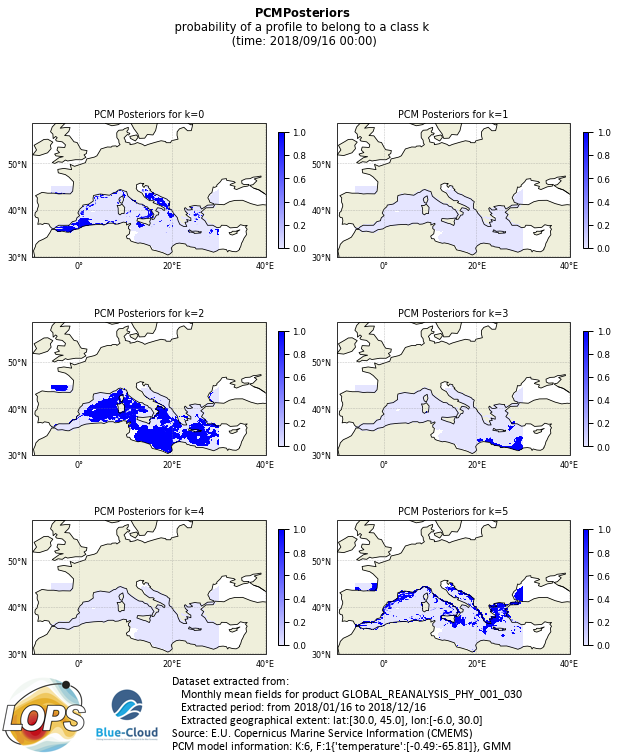 PCMPosteriors
probability of a profile to belong to a class k
(time: 2018/09/16 00:00)
PCM Posteriors for k=0
PCM Posteriors for k=1
50°N
40°N
30°N
0°
20°E
40°E
1.0
0.8
0.6
0.4
0.2
0.0
50°N
40°N
30°N
0°
20°E
40°E
1.0
0.8
0.6
0.4
0.2
0.0
PCM Posteriors for k=2
PCM Posteriors for k=3
50°N
40°N
30°N
0°
20°E
40°E
1.0
0.8
0.6
0.4
0.2
0.0
50°N
40°N
30°N
0°
20°E
40°E
1.0
0.8
0.6
0.4
0.2
0.0
PCM Posteriors for k=4
PCM Posteriors for k=5
50°N
40°N
30°N
0°
20°E
40°E
1.0
0.8
0.6
0.4
0.2
0.0
50°N
40°N
30°N
0°
20°E
40°E
1.0
0.8
0.6
0.4
0.2
0.0
LOPS
Blue-Cloud
Dataset extracted from:
Monthly mean fields for product GLOBAL_REANALYSIS_PHY_001_030
Extracted period: from 2018/01/16 to 2018/12/16
Extracted geographical extent: lat:[30.0, 45.0], lon:[-6.0, 30.0]
Source: E.U. Copernicus Marine Service Information (CMEMS)
PCM model information: K:6, F:1{'temperature':[-0.49:-65.81]}, GMM